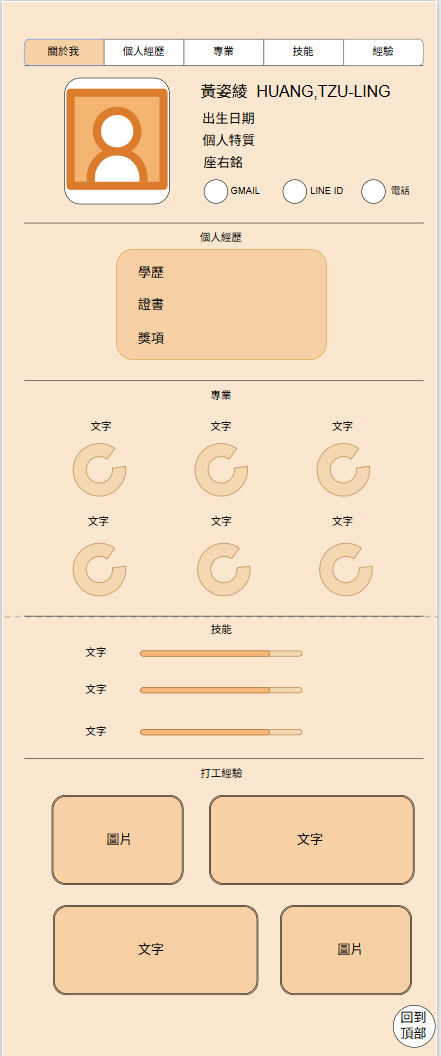 關於我
個人經歷
專業
技能
經驗
黃姿綾 HUANG,TZU-LING
出生日期
個人特質
座右銘
GMAIL
LINE ID
電話
個人經歷
學歷
證書
獎項
專業
文字
文字
文字
文字
文字
文字
技能
文字
文字
文字
打工經驗
圖片
文字
文字
圖片
回到
頂部